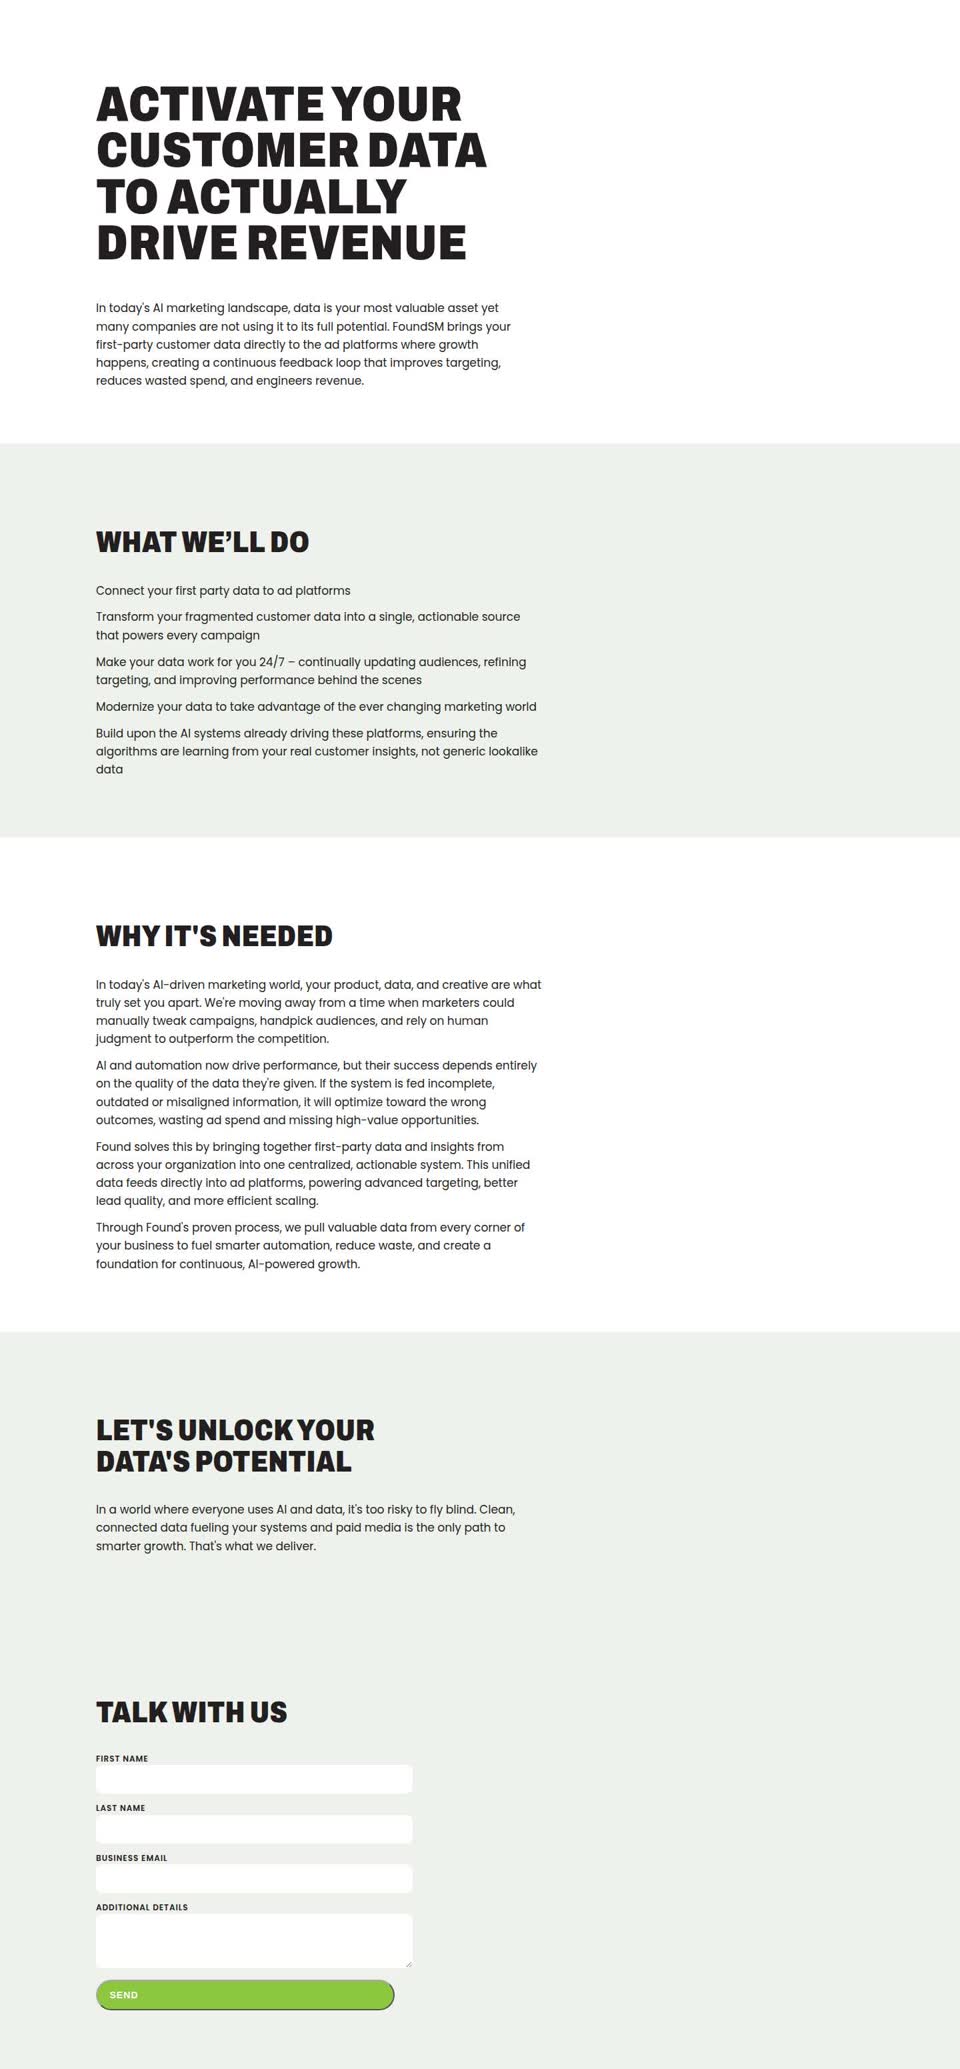 ACTIVATE YOUR
CUSTOMER DATA
TO ACTUALLY
DRIVE REVENUE
In today's AI marketing landscape, data is your most valuable asset yet
many companies are not using it to its full potential. FoundSM brings your
first-party customer data directly to the ad platforms where growth
happens, creating a continuous feedback loop that improves targeting,
reduces wasted spend, and engineers revenue.
WHAT WE’LL DO
Connect your first party data to ad platforms
Transform your fragmented customer data into a single, actionable source
that powers every campaign
Make your data work for you 24/7 – continually updating audiences, refining
targeting, and improving performance behind the scenes
Modernize your data to take advantage of the ever changing marketing world
Build upon the AI systems already driving these platforms, ensuring the
algorithms are learning from your real customer insights, not generic lookalike
data
WHY IT'S NEEDED
In today's AI-driven marketing world, your product, data, and creative are what
truly set you apart. We're moving away from a time when marketers could
manually tweak campaigns, handpick audiences, and rely on human
judgment to outperform the competition.
AI and automation now drive performance, but their success depends entirely
on the quality of the data they're given. If the system is fed incomplete,
outdated or misaligned information, it will optimize toward the wrong
outcomes, wasting ad spend and missing high-value opportunities.
Found solves this by bringing together first-party data and insights from
across your organization into one centralized, actionable system. This unified
data feeds directly into ad platforms, powering advanced targeting, better
lead quality, and more efficient scaling.
Through Found's proven process, we pull valuable data from every corner of
your business to fuel smarter automation, reduce waste, and create a
foundation for continuous, AI-powered growth.
LET'S UNLOCK YOUR
DATA'S POTENTIAL
In a world where everyone uses AI and data, it's too risky to fly blind. Clean,
connected data fueling your systems and paid media is the only path to
smarter growth. That's what we deliver.
TALK WITH US
FIRST NAME
LAST NAME
BUSINESS EMAIL
ADDITIONAL DETAILS
SEND